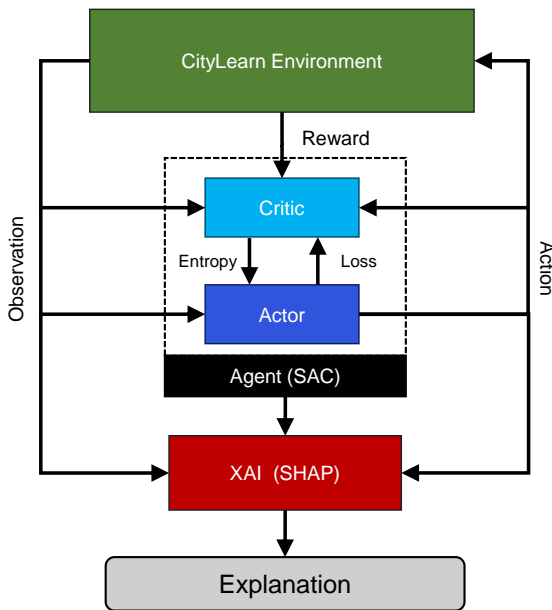 CityLearn Environment
Reward
Critic
Entropy
Loss
Observation
Action
Actor
Agent (SAC)
XAI (SHAP)
Explanation